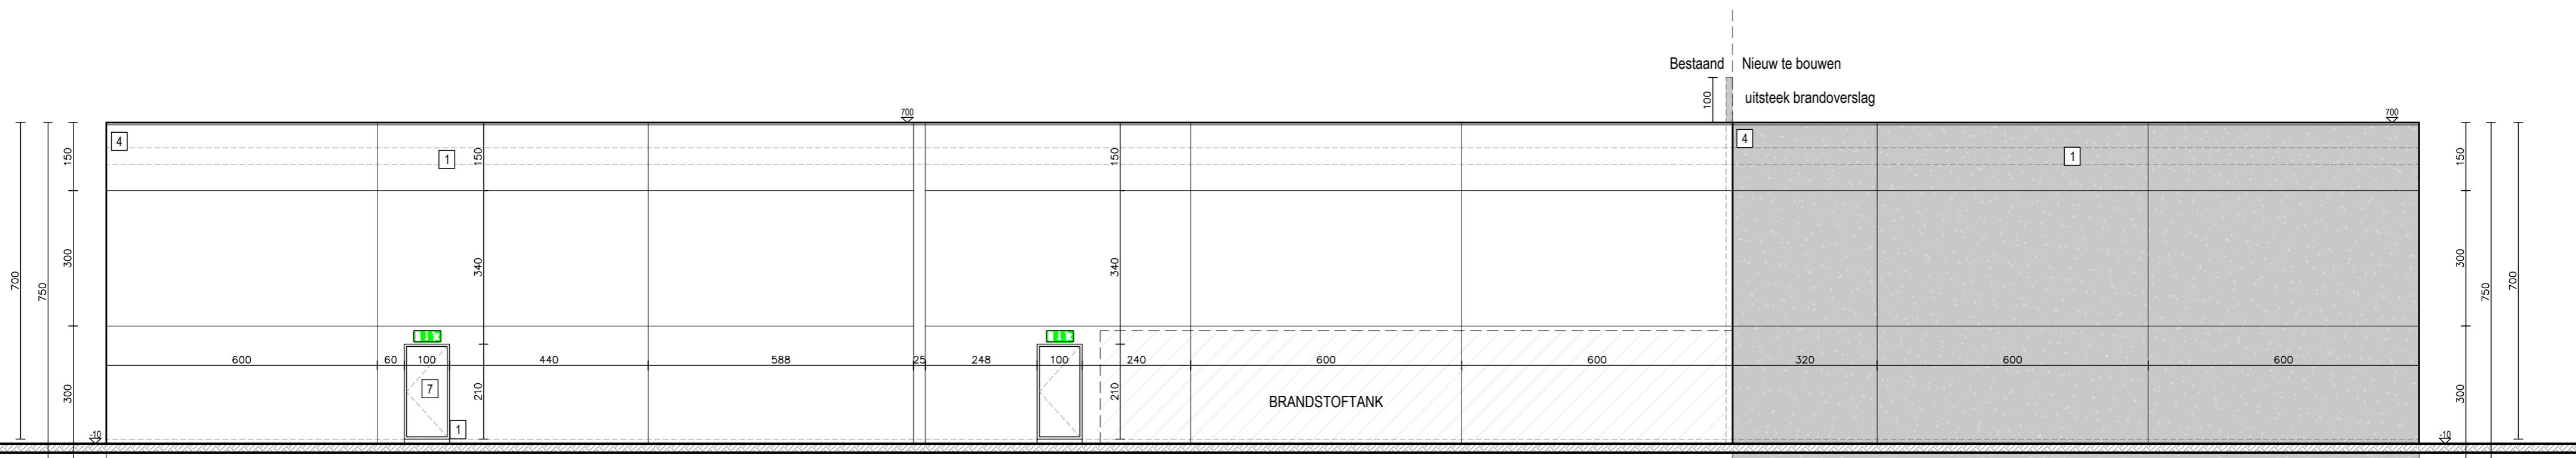 Bestaand Nieuw te bouwen
100 uitsteek brandoverslag
700 700
4 4
1 1
150 150 150 150
300 340 340 300
700 750 750 700
600 60 100 440 588 25 248 100 240 600 600 320 600 600
7
300 210 210 300
BRANDSTOFTANK
1
-10 -10